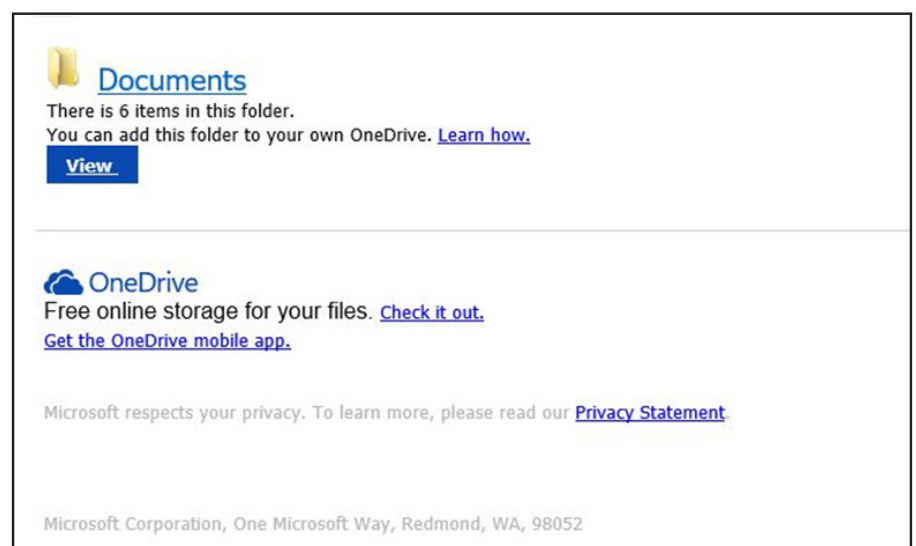 Documents
There is 6 items in this folder.
You can add this folder to your own OneDrive. Learn how.
View
OneDrive
Free online storage for your files. Check it out.
Get the OneDrive mobile app.
Microsoft respects your privacy. To learn more, please read our Privacy Statement.
Microsoft Corporation, One Microsoft Way, Redmond, WA, 98052